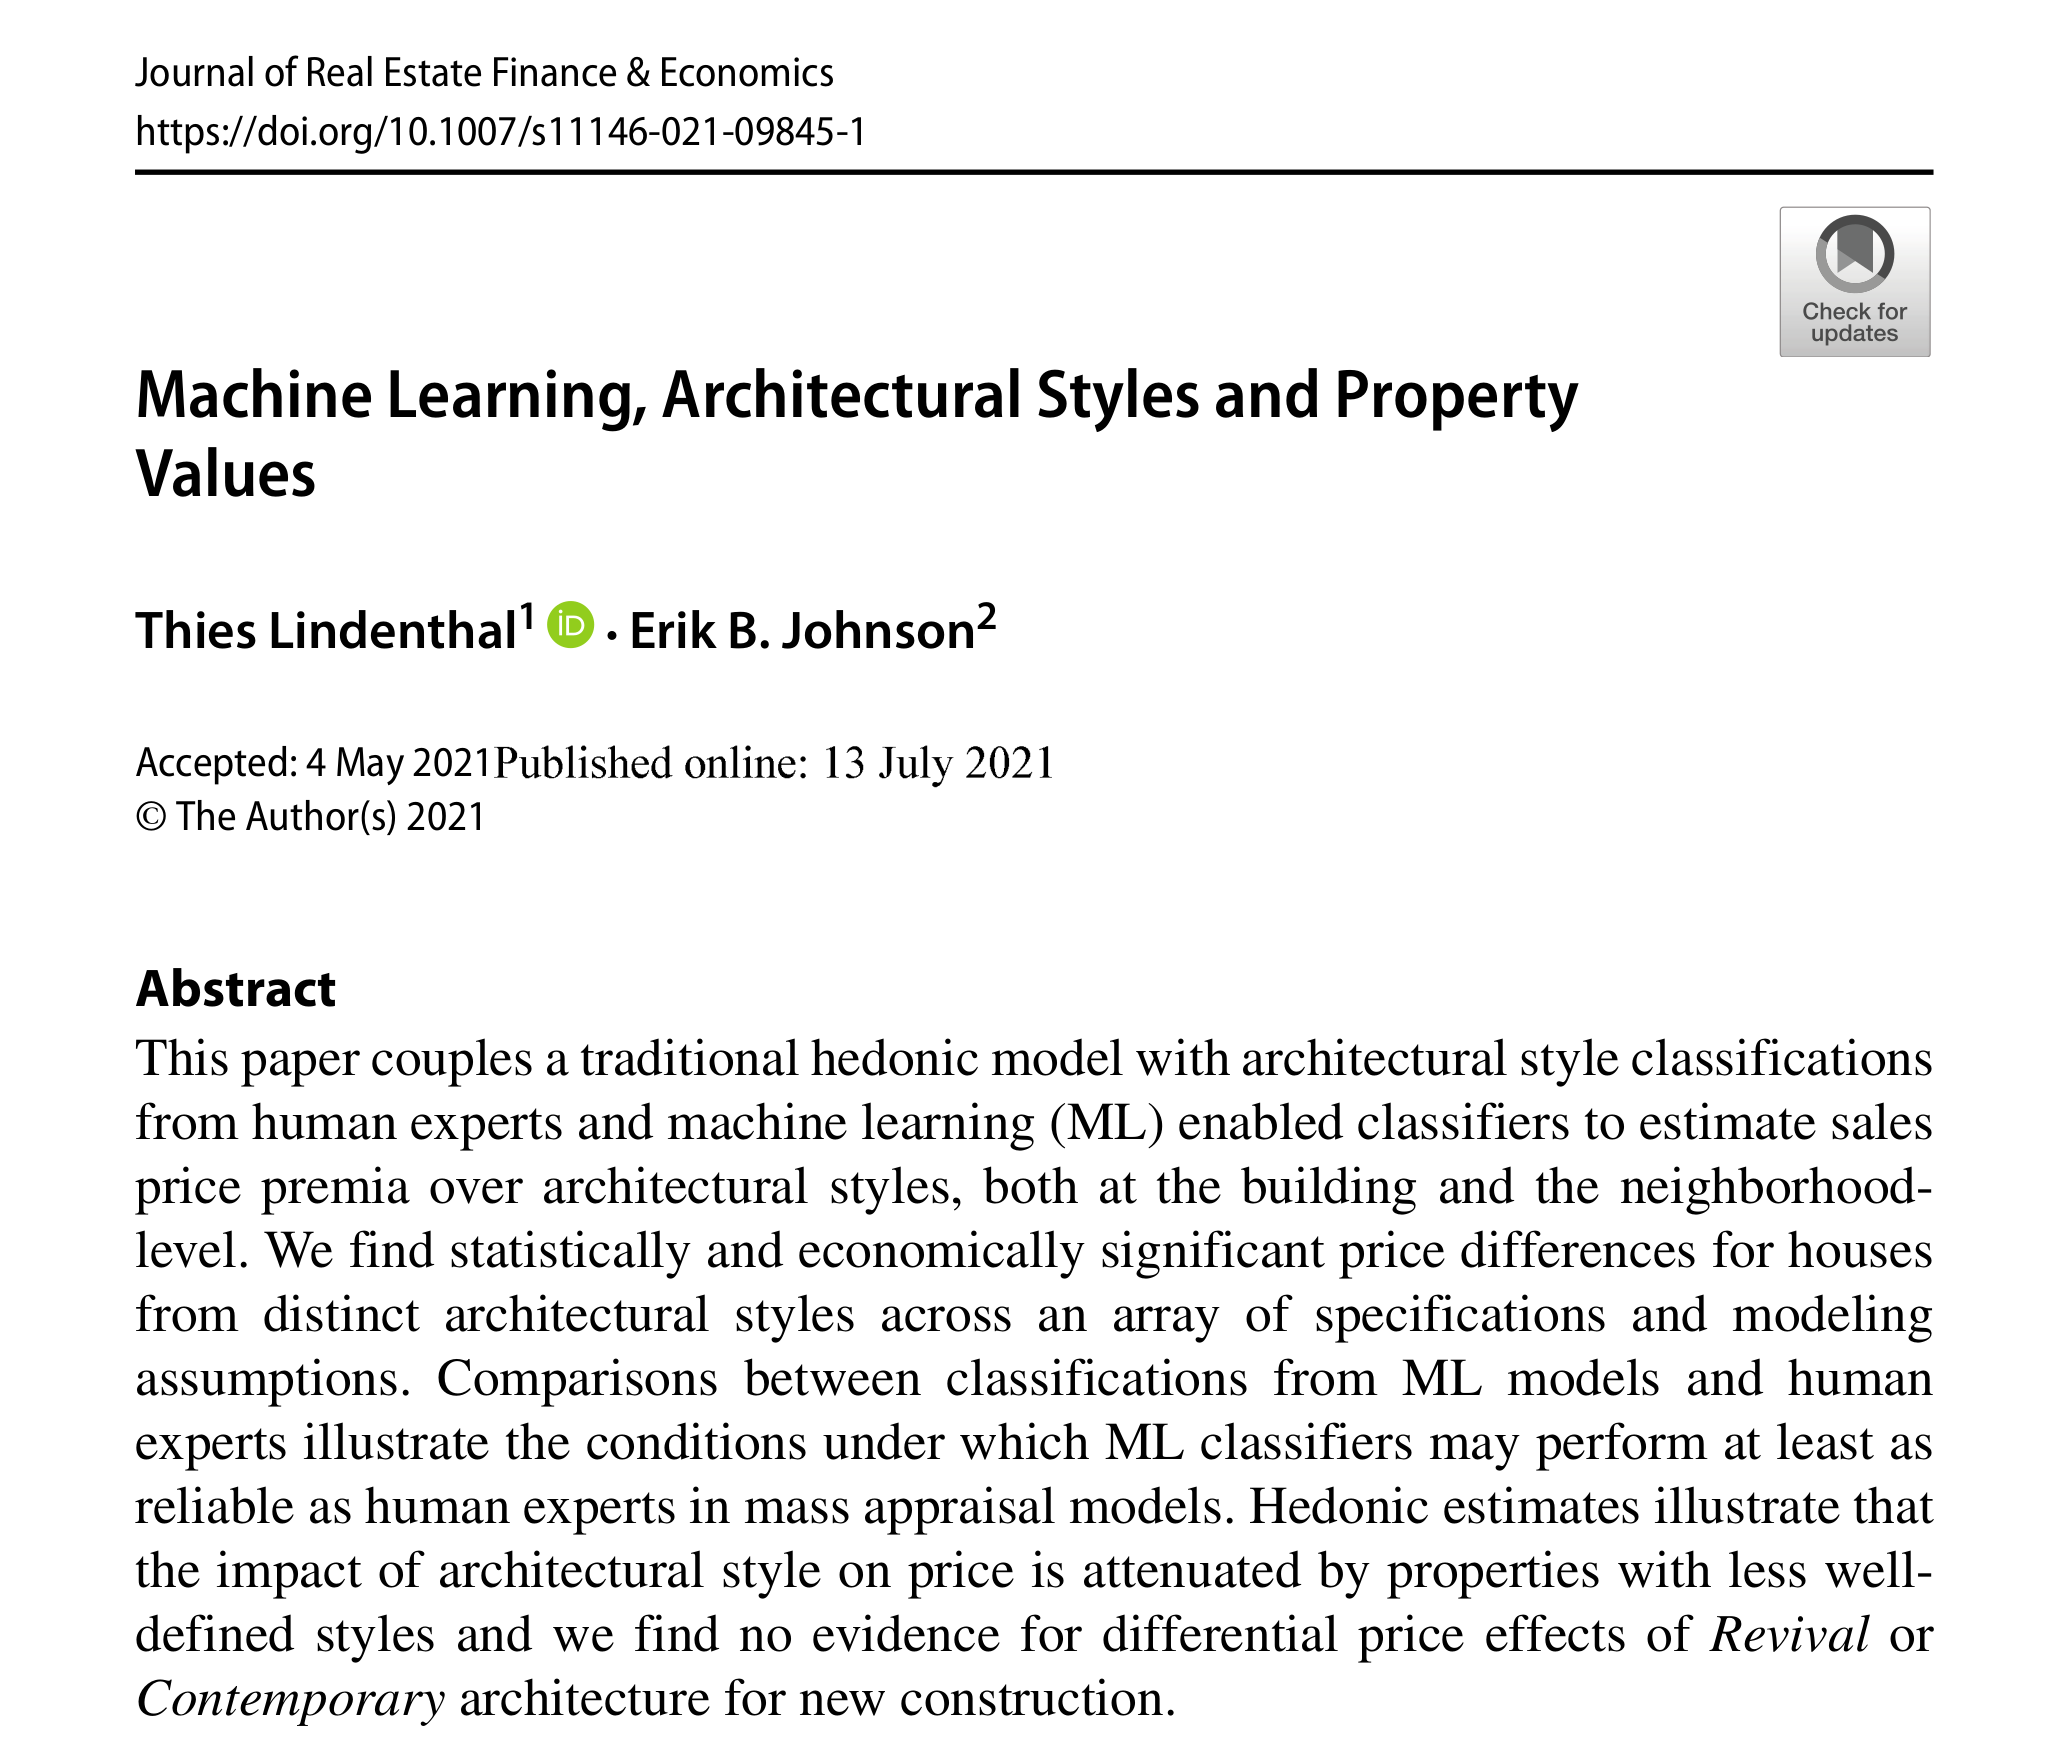 Journal of Real Estate Finance & Economics
https://doi.org/10.1007/s11146-021-09845-1
Check for
updates
Machine Learning, Architectural Styles and Property
Values
Thies Lindenthal1 iD · Erik B. Johnson2
Accepted: 4 May 2021Published online: 13 July 2021
© The Author(s) 2021
Abstract
This paper couples a traditional hedonic model with architectural style classifications
from human experts and machine learning (ML) enabled classifiers to estimate sales
price premia over architectural styles, both at the building and the neighborhood-
level. We find statistically and economically significant price differences for houses
from distinct architectural styles across an array of specifications and modeling
assumptions. Comparisons between classifications from ML models and human
experts illustrate the conditions under which ML classifiers may perform at least as
reliable as human experts in mass appraisal models. Hedonic estimates illustrate that
the impact of architectural style on price is attenuated by properties with less well-
defined styles and we find no evidence for differential price effects of Revival or
Contemporary architecture for new construction.